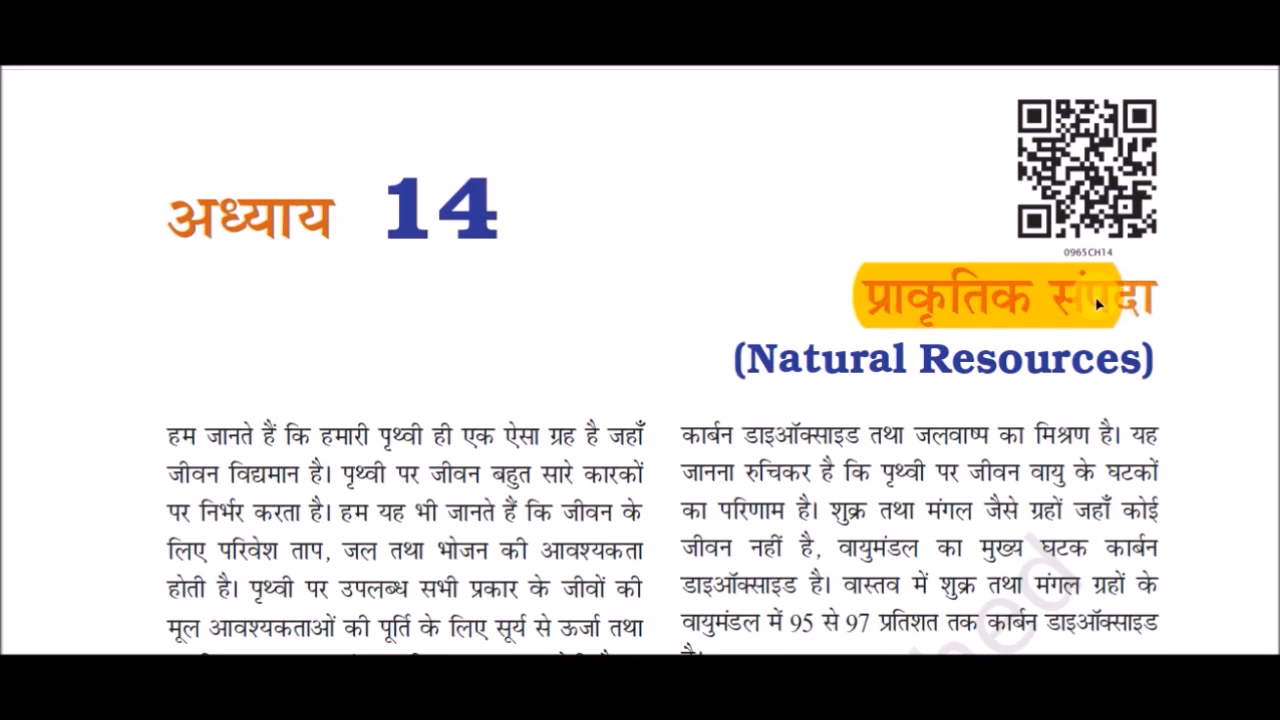 अध्याय 14
0965CH14
प्राकृतिक संपदा
(Natural Resources)
हम जानते हैं कि हमारी पृथ्वी ही एक ऐसा ग्रह है जहाँ
जीवन विद्यमान है। पृथ्वी पर जीवन बहुत सारे कारकों
पर निर्भर करता है। हम यह भी जानते हैं कि जीवन के
लिए परिवेश ताप, जल तथा भोजन की आवश्यकता
होती है। पृथ्वी पर उपलब्ध सभी प्रकार के जीवों की
मूल आवश्यकताओं की पूर्ति के लिए सूर्य से ऊर्जा तथा
कार्बन डाइऑक्साइड तथा जलवाष्प का मिश्रण है। यह
जानना रुचिकर है कि पृथ्वी पर जीवन वायु के घटकों
का परिणाम है। शुक्र तथा मंगल जैसे ग्रहों जहाँ कोई
जीवन नहीं है, वायुमंडल का मुख्य घटक कार्बन
डाइऑक्साइड है। वास्तव में शुक्र तथा मंगल ग्रहों के
वायुमंडल में 95 से 97 प्रतिशत तक कार्बन डाइऑक्साइड
है।